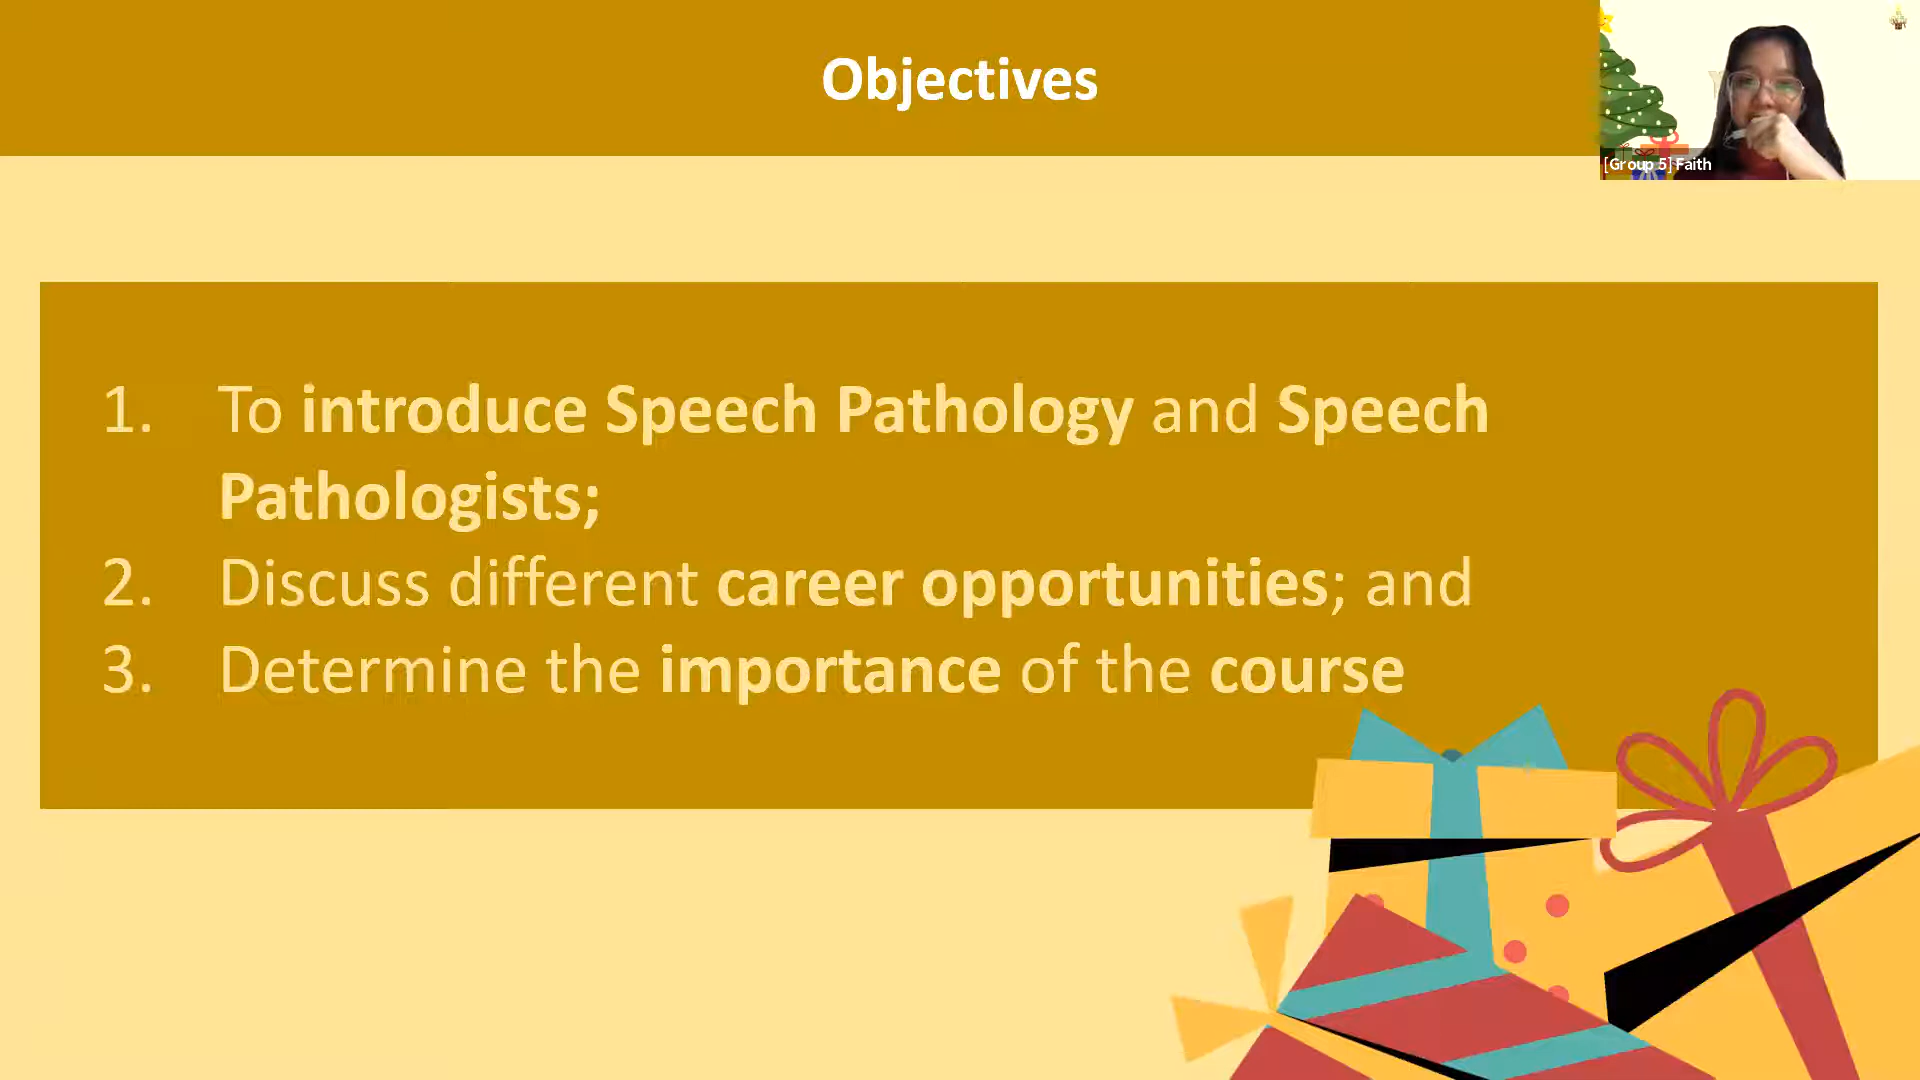 Objectives
[Group 5] Faith
1. To introduce Speech Pathology and Speech
Pathologists;
2. Discuss different career opportunities; and
3. Determine the importance of the course